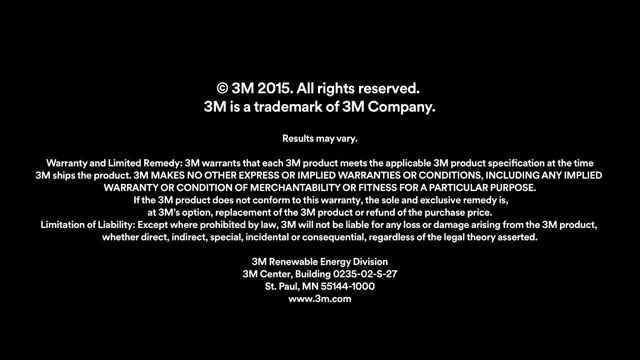 © 3M 2015. All rights reserved.
3M is a trademark of 3M Company.
Results may vary.
Warranty and Limited Remedy: 3M warrants that each 3M product meets the applicable 3M product specification at the time
3M ships the product. 3M MAKES NO OTHER EXPRESS OR IMPLIED WARRANTIES OR CONDITIONS, INCLUDING ANY IMPLIED
WARRANTY OR CONDITION OF MERCHANTABILITY OR FITNESS FOR A PARTICULAR PURPOSE.
If the 3M product does not conform to this warranty, the sole and exclusive remedy is,
at 3M's option, replacement of the 3M product or refund of the purchase price.
Limitation of Liability: Except where prohibited by law, 3M will not be liable for any loss or damage arising from the 3M product,
whether direct, indirect, special, incidental or consequential, regardless of the legal theory asserted.
3M Renewable Energy Division
3M Center, Building 0235-02-S-27
St. Paul, MN 55144-1000
www.3m.com